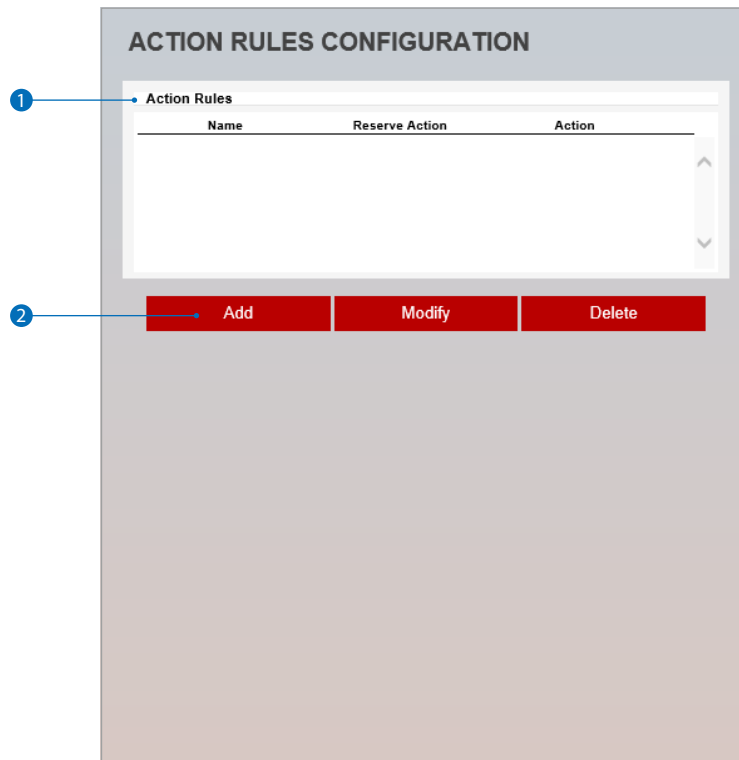 ACTION RULES CONFIGURATION
1 Action Rules
Name Reserve Action Action
2 Add Modify Delete